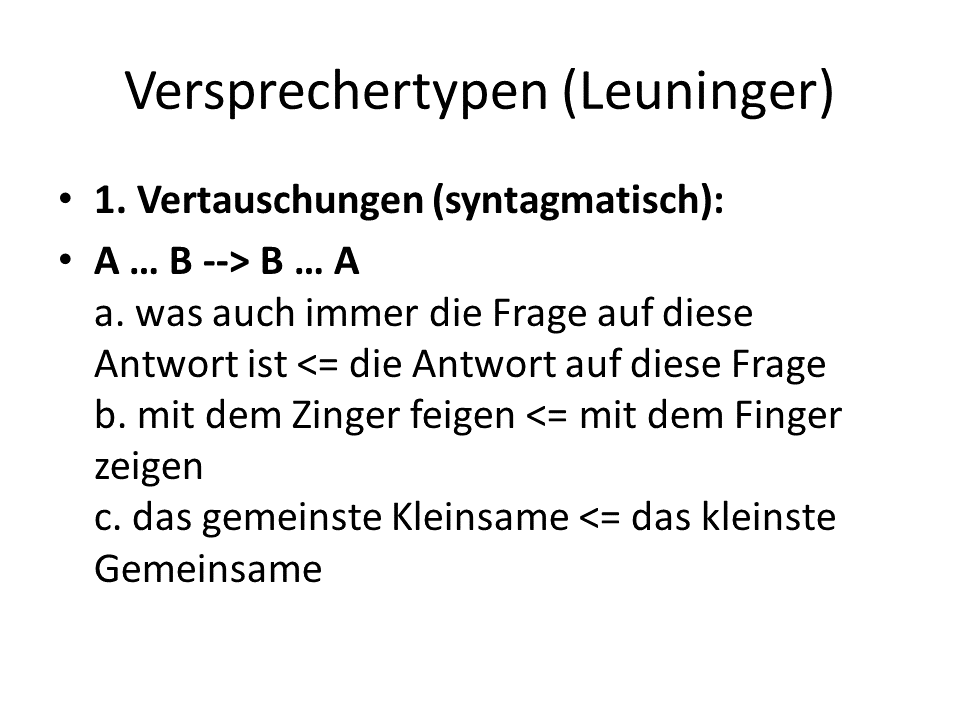 Versprechertypen (Leuninger)
• 1. Vertauschungen (syntagmatisch):
• A … B --> B … A
a. was auch immer die Frage auf diese
Antwort ist <= die Antwort auf diese Frage
b. mit dem Zinger feigen <= mit dem Finger
zeigen
c. das gemeinste Kleinsame <= das kleinste
Gemeinsame